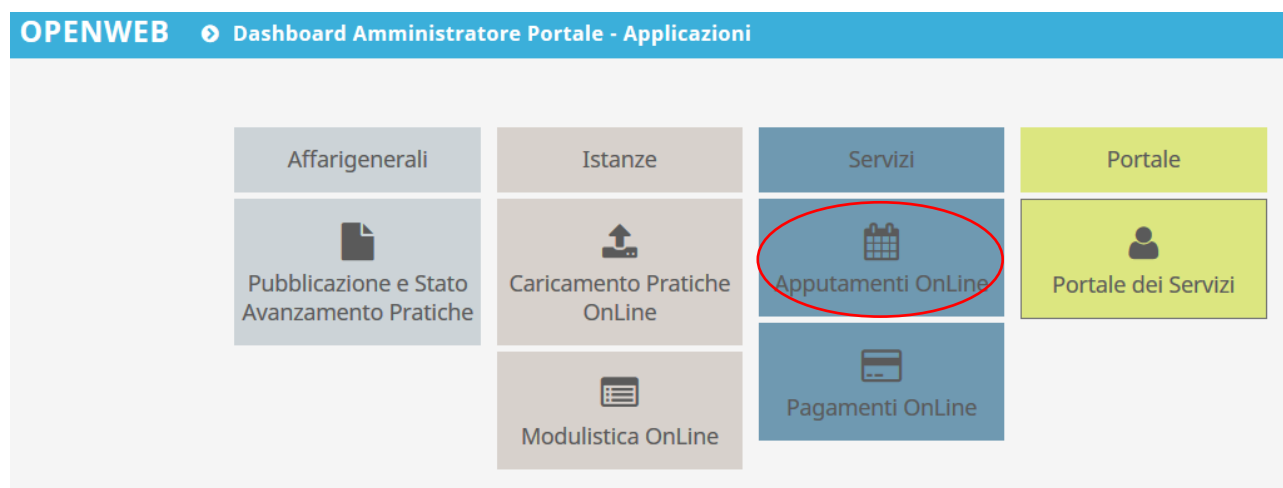 OPENWEB Dashboard Amministratore Portale - Applicazioni
Affarigenerali
Pubblicazione e Stato
Avanzamento Pratiche
Istanze
Caricamento Pratiche
OnLine
Modulistica OnLine
Servizi
Apputamenti OnLine
Pagamenti OnLine
Portale
Portale dei Servizi